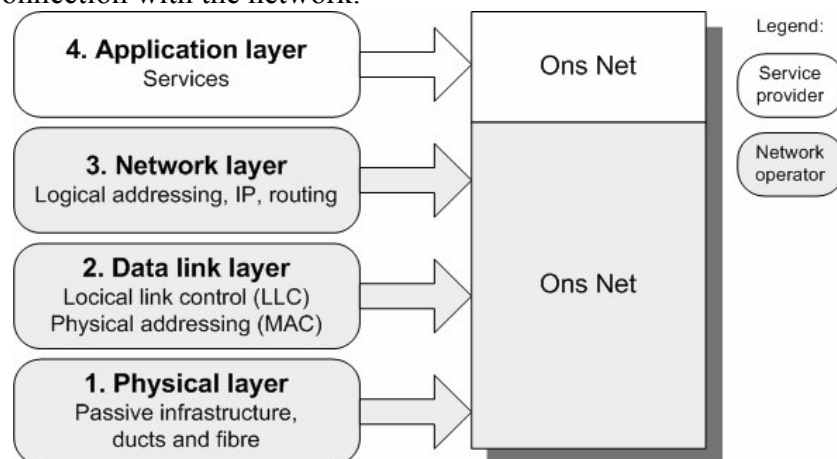 onnection with the network.
4. Application layer
Services
3. Network layer
Logical addressing, IP, routing
2. Data link layer
Locical link control (LLC)
Physical addressing (MAC)
1. Physical layer
Passive infrastructure,
ducts and fibre
Ons Net
Ons Net
Legend:
Service
provider
Network
operator